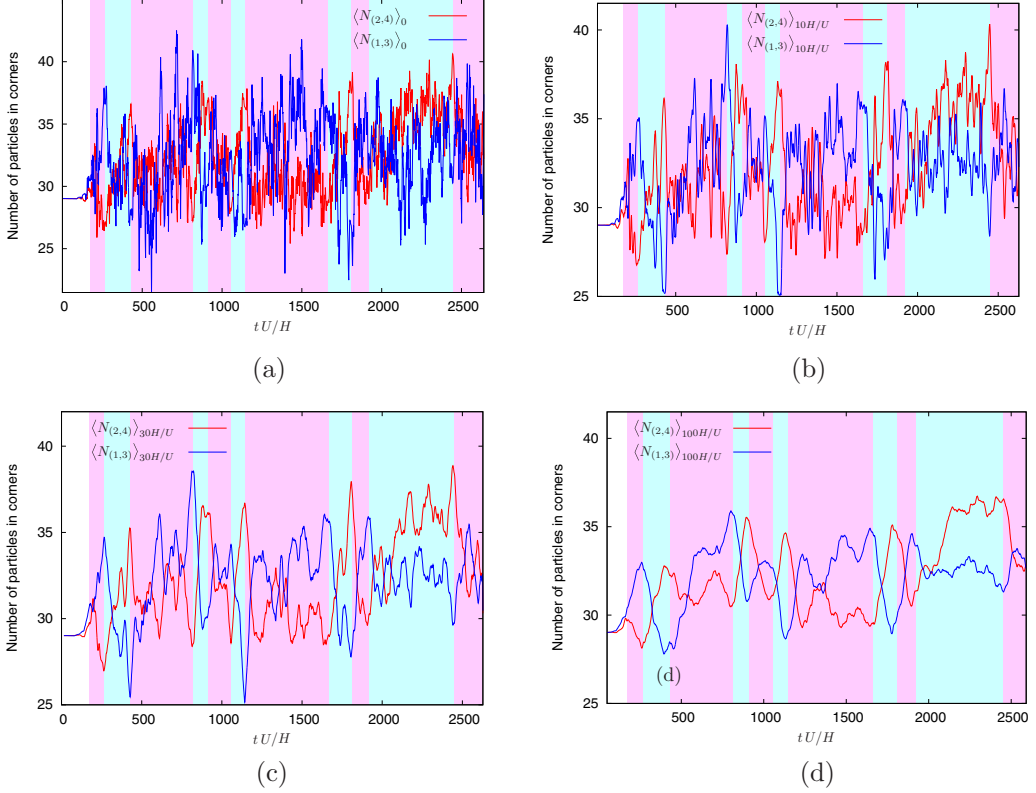 ⟨N(2,4)⟩0
⟨N(1,3)⟩0
Number of particles in corners
40
35
30
25
0
500
1000
1500
2000
2500
tU/H
(a)
⟨N(2,4)⟩10H/U
⟨N(1,3)⟩10H/U
Number of particles in corners
40
35
30
25
500
1000
1500
2000
2500
tU/H
(b)
⟨N(2,4)⟩30H/U
⟨N(1,3)⟩30H/U
Number of particles in corners
40
35
30
25
0
500
1000
1500
2000
2500
tU/H
(c)
⟨N(2,4)⟩100H/U
⟨N(1,3)⟩100H/U
Number of particles in corners
40
35
30
25
(d)
500
1000
1500
2000
2500
tU/H
(d)